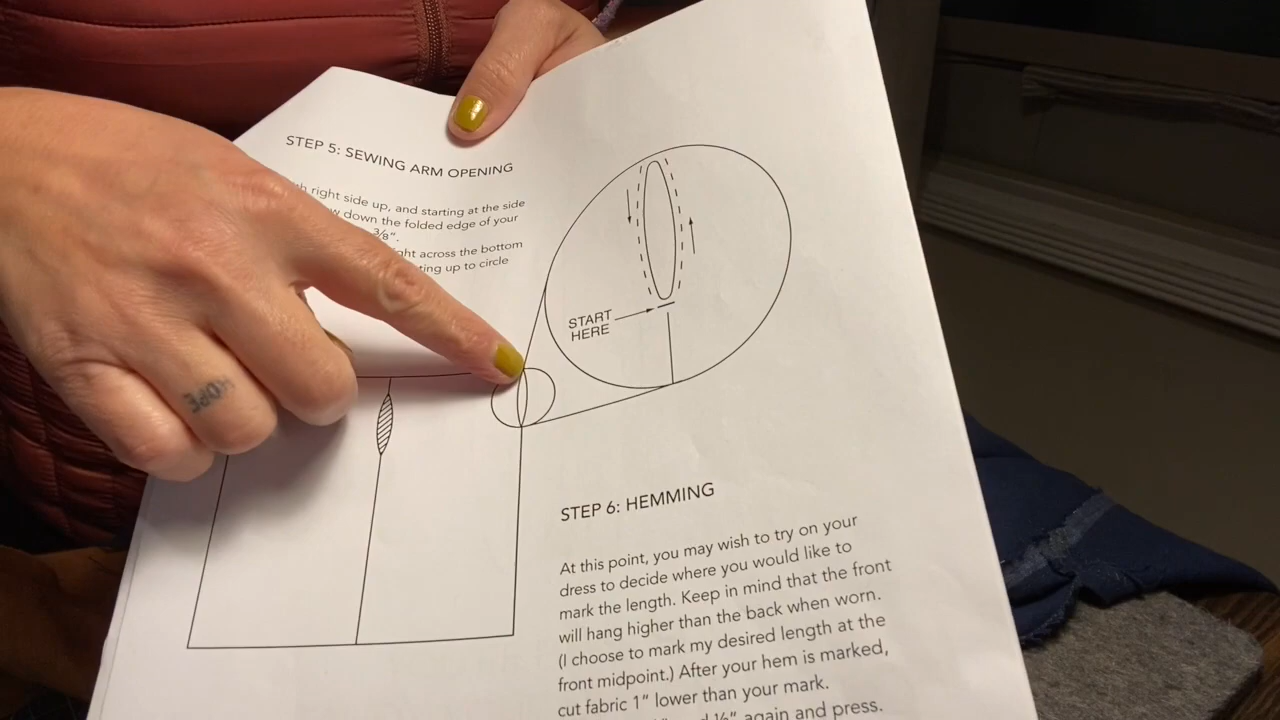 STEP 5: SEWING ARM OPENING
right side up, and starting at the side
down the folded edge of your
3/8".
across the bottom
up to circle
START
HERE
HOPE
STEP 6: HEMMING
At this point, you may wish to try on your
dress to decide where you would like to
mark the length. Keep in mind that the front
will hang higher than the back when worn.
(I choose to mark my desired length at the
front midpoint.) After your hem is marked,
cut fabric 1" lower than your mark.
½" again and press.